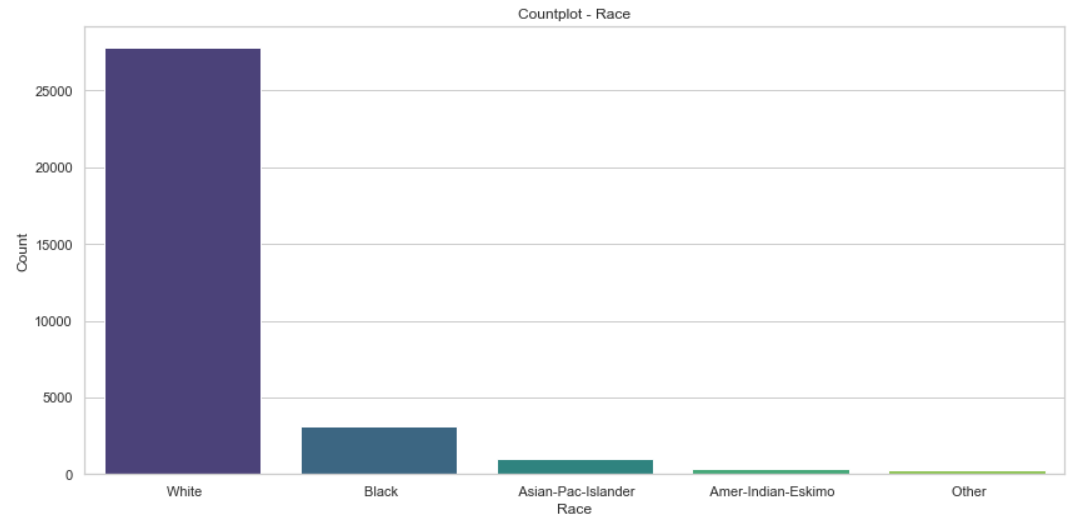 Countplot - Race
25000
20000
15000
10000
5000
0
Count
White Black Asian-Pac-Islander Amer-Indian-Eskimo Other
Race